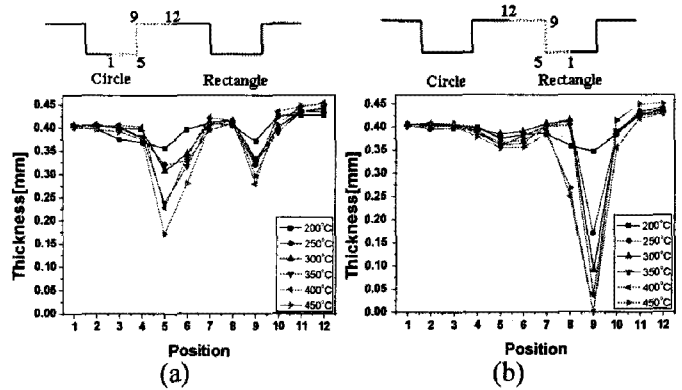 9 12
1 5
Circle Rectangle
Thickness[mm]
0.45
0.40
0.35
0.30
0.25
0.20
0.15
0.10
0.05
0.00
200°C
250°C
300°C
350°C
400°C
450°C
1 2 3 4 5 6 7 8 9 10 11 12
Position
(a)
12
9
5 1
Circle Rectangle
Thickness[mm]
0.45
0.40
0.35
0.30
0.25
0.20
0.15
0.10
0.05
0.00
200°C
250°C
300°C
350°C
400°C
450°C
1 2 3 4 5 6 7 8 9 10 11 12
Position
(b)